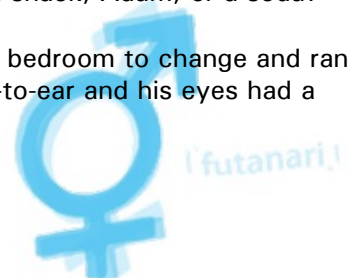 snack, Adam, or a soda?
bedroom to change and ran
-to-ear and his eyes had a
futanari